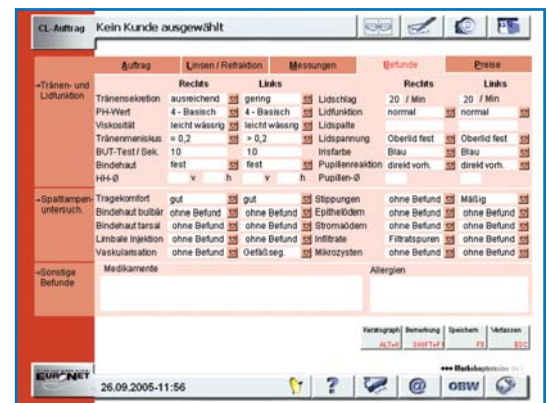 CL-Auftrag Kein Kunde ausgewählt
Auftrag Linsen / Refraktion Messungen Befunde Preise
Rechts Links Rechts Links
→Tränen- und Lidfunktion
Tränensekretion ausreichend gering Lidschlag 20 / Min 20 / Min
PH-Wert 4 - Basisch 4 - Basisch Lidfunktion normal normal
Viskosität leicht wässrig leicht wässrig Lidspalte
Tränenmeniskus = 0,2 = 0,2 Lidspannung Oberlid fest Oberlid fest
BUT-Test / Sek. 10 10 Irisfarbe Blau Blau
Bindehaut fest fest Pupillenreaktion direkt vorh. direkt vorh.
HH-Ø v h v h Pupillen-Ø
→Spaltlampen-untersuch.
Tragekomfort gut gut Stippungen ohne Befund Mäßig
Bindehaut bulbär ohne Befund ohne Befund Epithelödem ohne Befund ohne Befund
Bindehaut tarsal ohne Befund ohne Befund Stromaödem ohne Befund ohne Befund
Limbale Injektion ohne Befund ohne Befund Infiltrate Filtratspuren ohne Befund
Vaskularisation ohne Befund Gefäßseg. Mikrozysten ohne Befund ohne Befund
→Sonstige Befunde
Medikamente Allergien
Keratograph Bemerkung Speichern Verlassen
ALT+K SHIFT+F1 ESC
EURONET
26.09.2005-11:56 ? @ OBW